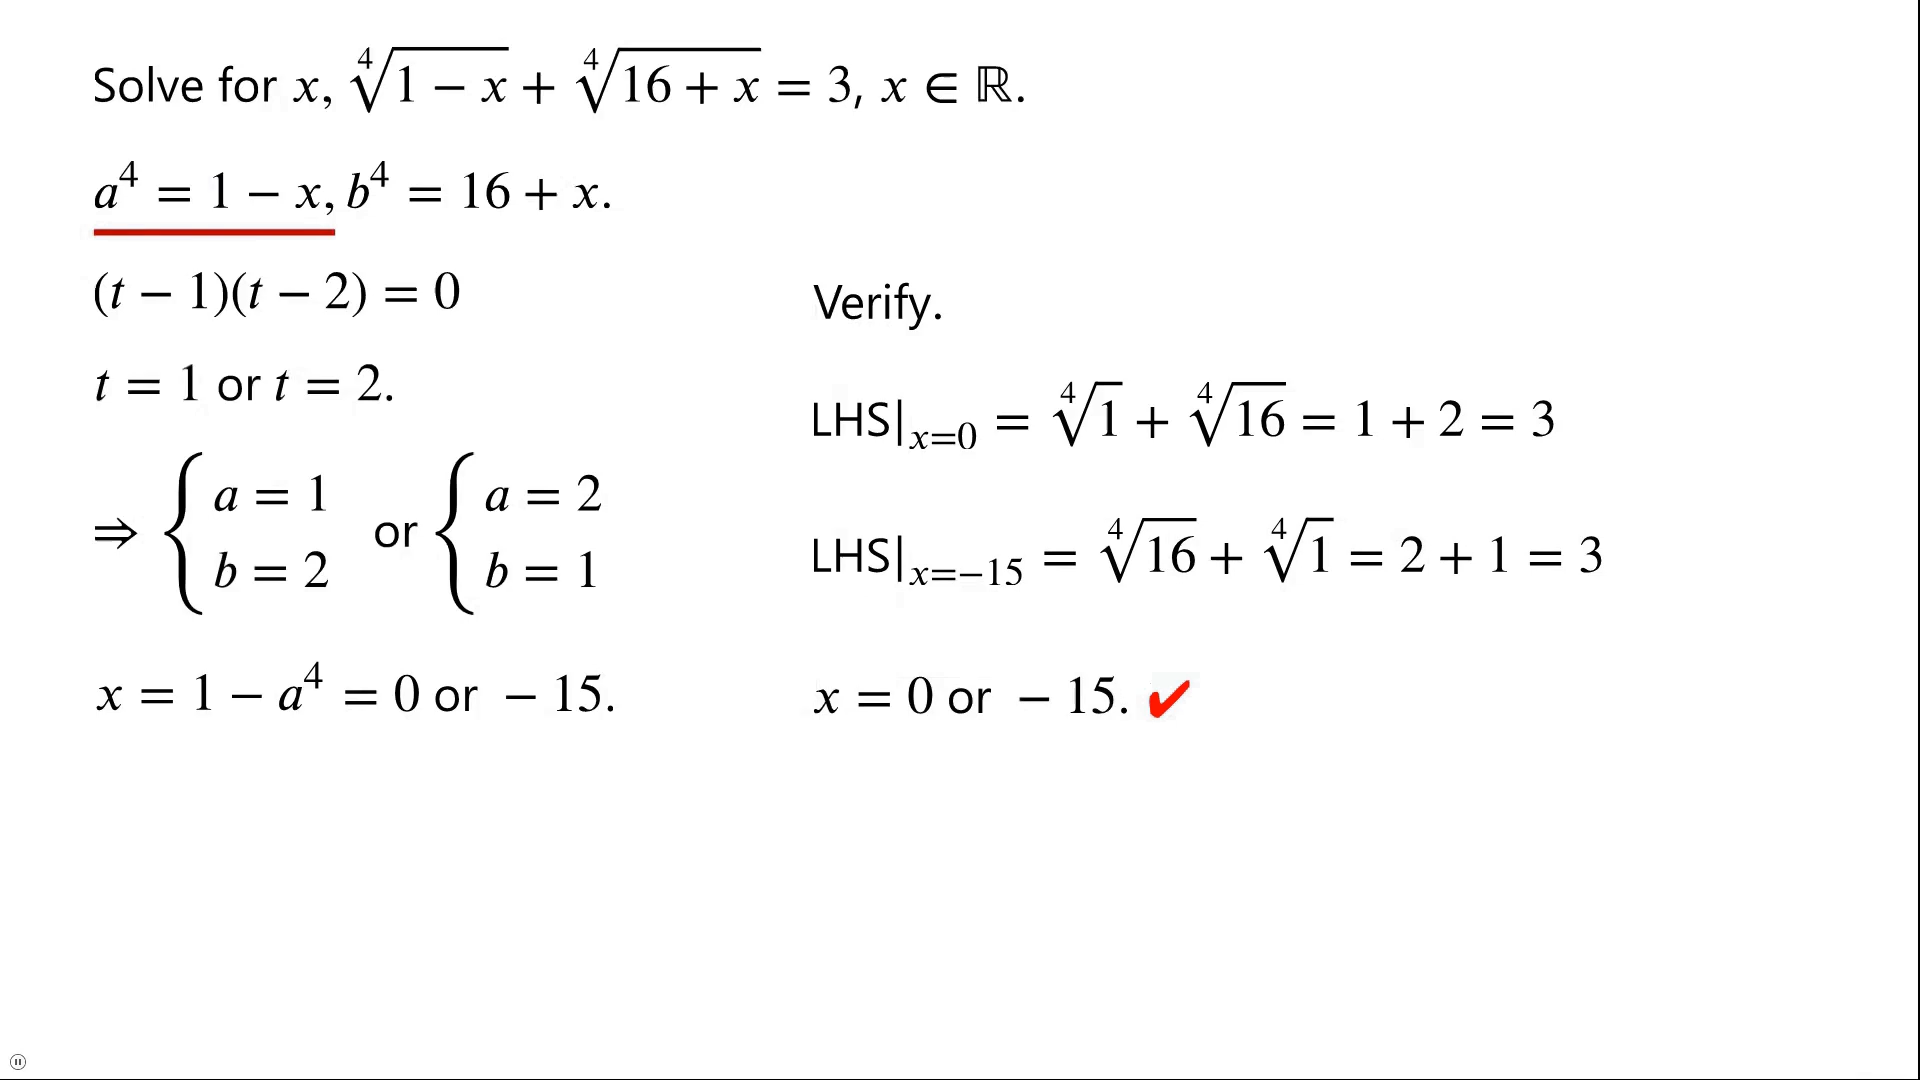 Solve for x, ∜(1 − x) + ∜(16 + x) = 3, x ∈ ℝ.
a⁴ = 1 − x, b⁴ = 16 + x.
(t − 1)(t − 2) = 0
t = 1 or t = 2.
⇒ { a = 1, b = 2 or { a = 2, b = 1
x = 1 − a⁴ = 0 or − 15.
Verify.
LHS|ₓ₌₀ = ∜1 + ∜16 = 1 + 2 = 3
LHS|ₓ₌₋₁₅ = ∜16 + ∜1 = 2 + 1 = 3
x = 0 or − 15. ✔